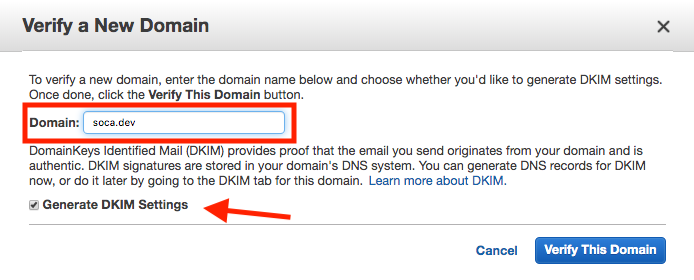 Verify a New Domain
To verify a new domain, enter the domain name below and choose whether you'd like to generate DKIM settings.
Once done, click the Verify This Domain button.
Domain: soca.dev
DomainKeys Identified Mail (DKIM) provides proof that the email you send originates from your domain and is
authentic. DKIM signatures are stored in your domain's DNS system. You can generate DNS records for DKIM
now, or do it later by going to the DKIM tab for this domain. Learn more about DKIM.
Generate DKIM Settings
Cancel Verify This Domain